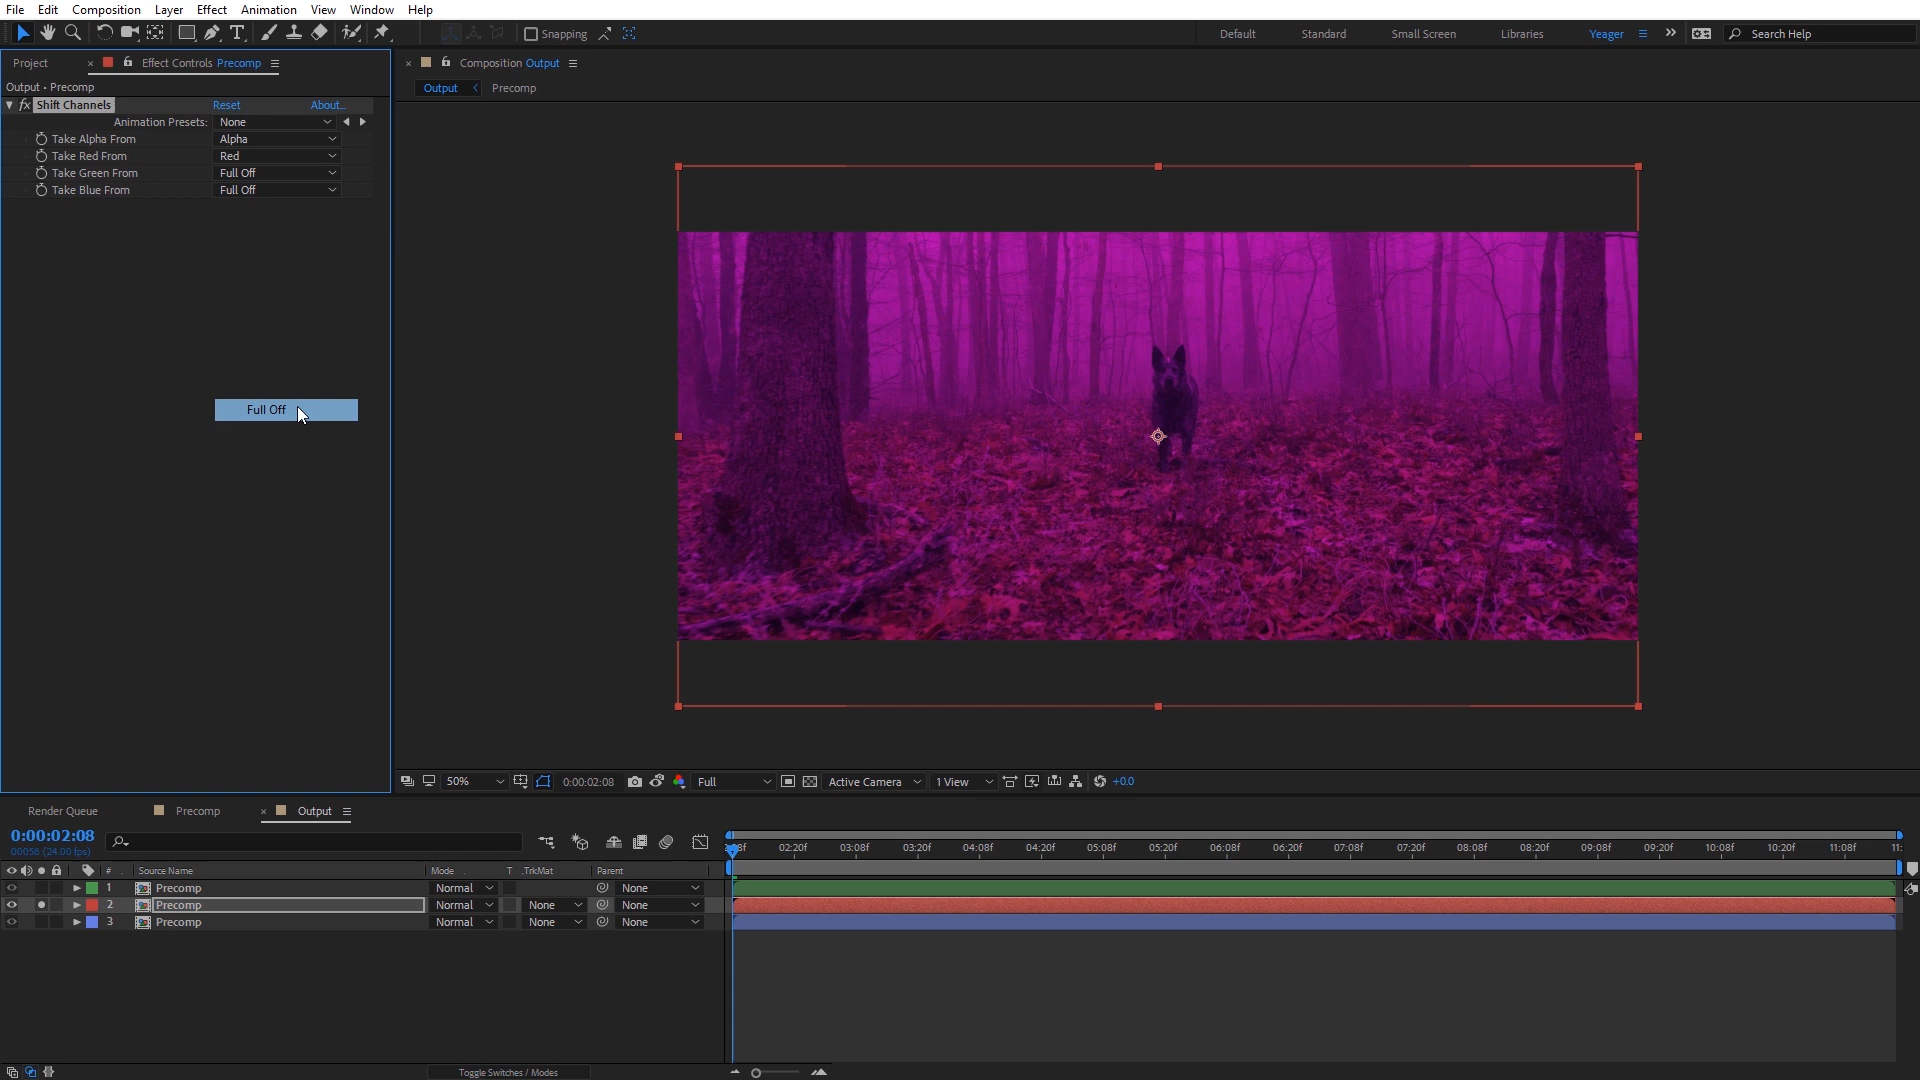 File Edit Composition Layer Effect Animation View Window Help
Snapping Default Standard Small Screen Libraries Yeager Search Help
Project Effect Controls Precomp Composition Output
Output • Precomp
Output Precomp
fx Shift Channels Reset About...
Animation Presets: None
Take Alpha From Alpha
Take Red From Red
Take Green From Full Off
Take Blue From Full Off
Full Off
50% 0:00:02:08 Full Active Camera 1 View +0.0
Render Queue Precomp Output
0:00:02:08
00056 (24.00 fps)
02:20f 03:08f 03:20f 04:08f 04:20f 05:08f 05:20f 06:08f 06:20f 07:08f 07:20f 08:08f 08:20f 09:08f 09:20f 10:08f 10:20f 11:08f 11:
# Source Name Mode T .TrkMat Parent
1 Precomp Normal None
2 Precomp Normal None None
3 Precomp Normal None None
Toggle Switches / Modes